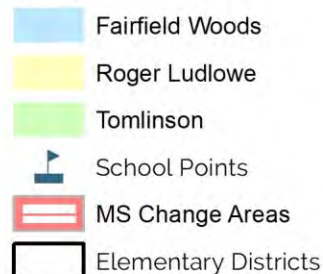 Fairfield Woods
Roger Ludlowe
Tomlinson
School Points
MS Change Areas
Elementary Districts